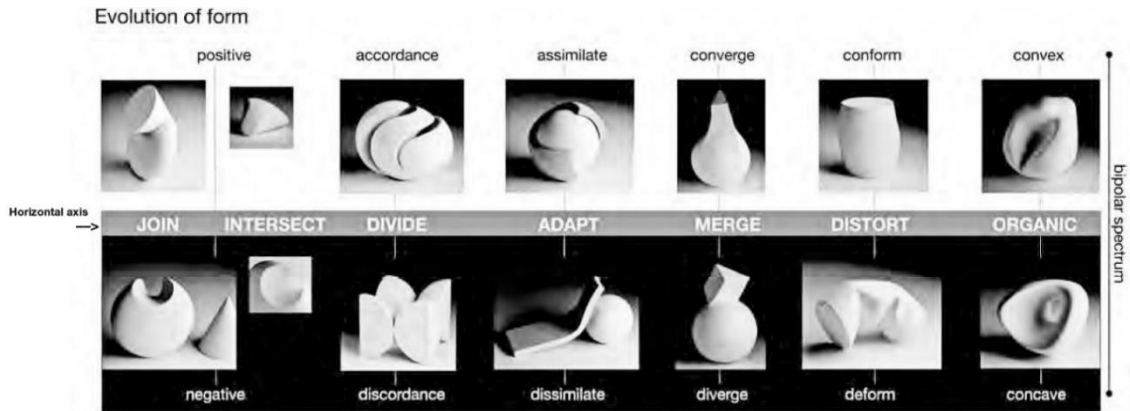 Evolution of form
positive accordance assimilate converge conform convex
Horizontal axis
JOIN INTERSECT DIVIDE ADAPT MERGE DISTORT ORGANIC
bipolar spectrum
negative discordance dissimilate diverge deform concave